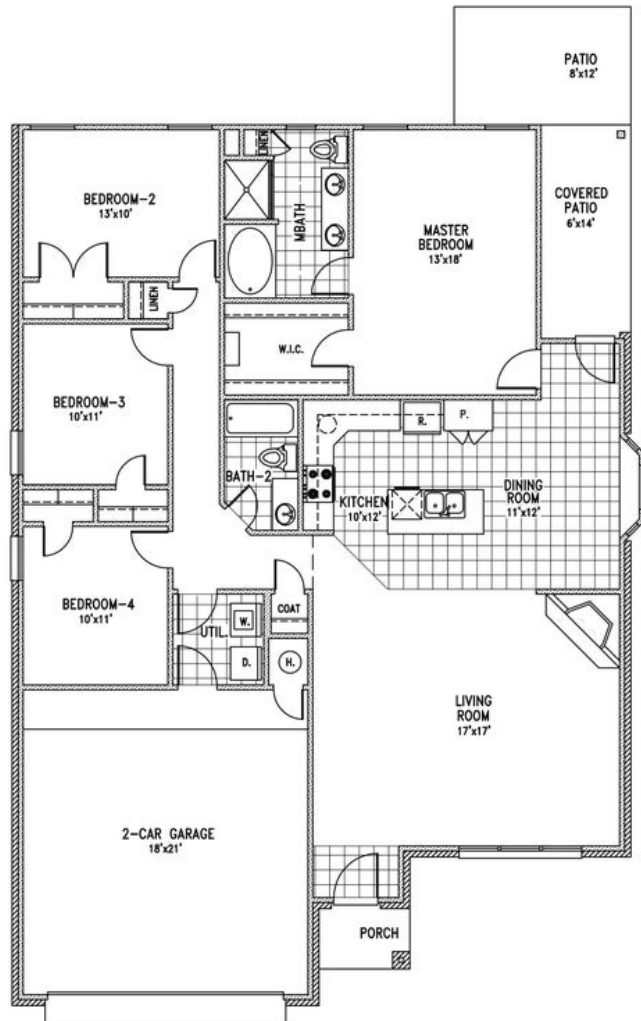 PATIO
8'x12'
LINEN
BEDROOM-2
13'x10'
MBATH
MASTER
BEDROOM
13'x18'
COVERED
PATIO
6'x14'
LINEN
W.I.C.
BEDROOM-3
10'x11'
R.
P.
BATH-2
KITCHEN
10'x12'
DINING
ROOM
11'x12'
BEDROOM-4
10'x11'
UTIL.
W.
D.
COAT
H.
LIVING
ROOM
17'x17'
2-CAR GARAGE
18'x21'
PORCH